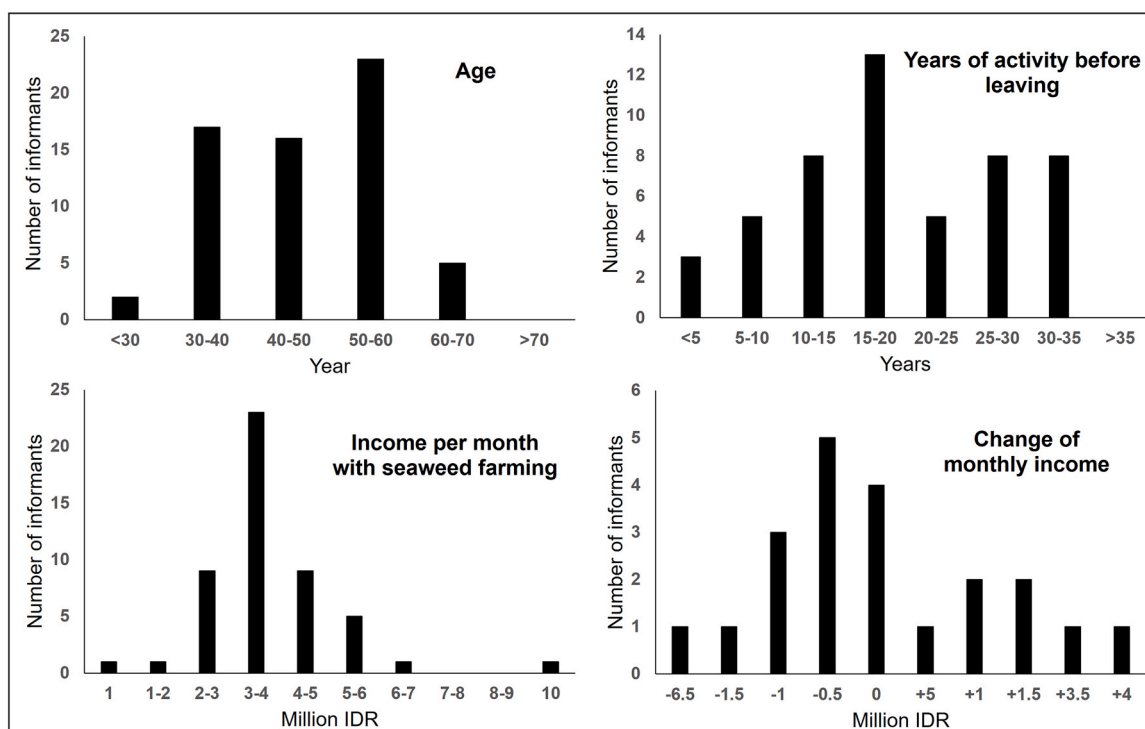 25
20
15
10
5
0
Number of informants
Age
<30 30-40 40-50 50-60 60-70 >70
Year
14
12
10
8
6
4
2
0
Number of informants
Years of activity before
leaving
<5 5-10 10-15 15-20 20-25 25-30 30-35 >35
Years
25
20
15
10
5
0
Number of informants
Income per month
with seaweed farming
1 1-2 2-3 3-4 4-5 5-6 6-7 7-8 8-9 10
Million IDR
6
5
4
3
2
1
0
Number of informants
Change of
monthly income
-6.5 -1.5 -1 -0.5 0 +5 +1 +1.5 +3.5 +4
Million IDR